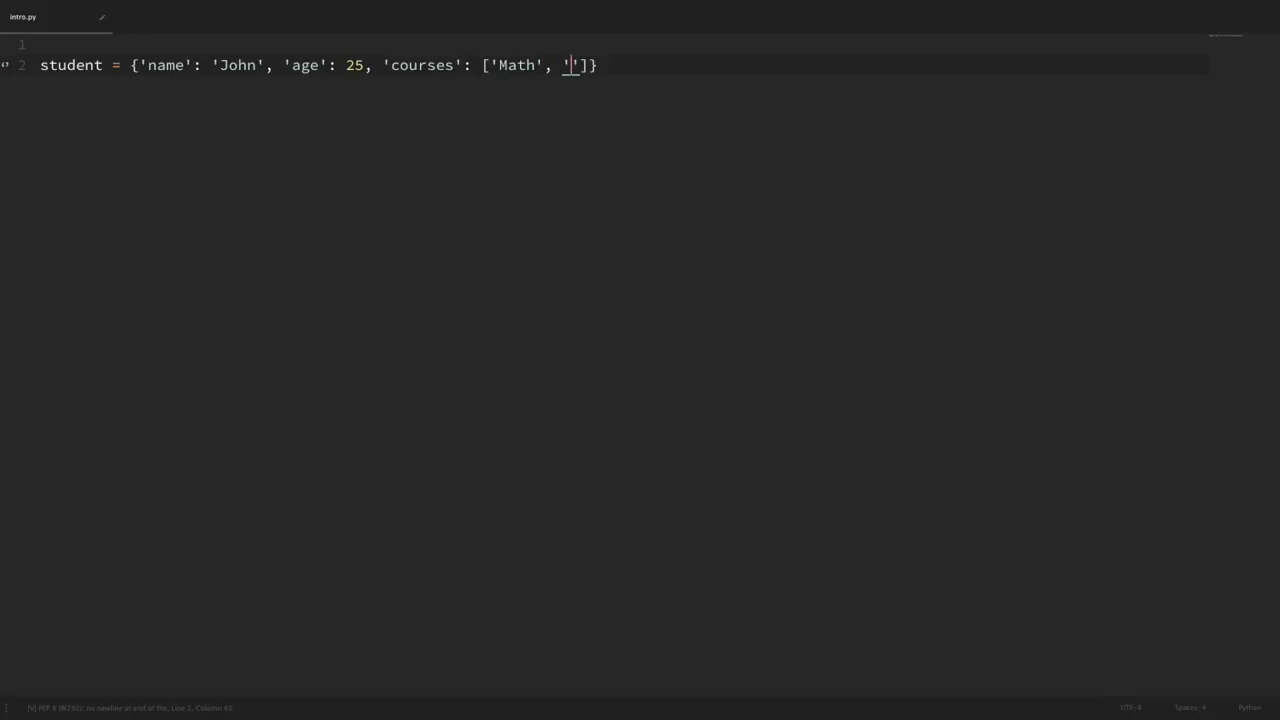 intro.py
1
2 student = {'name': 'John', 'age': 25, 'courses': ['Math', '']}
[V] PEP 8 (W292): no newline at end of file, Line 2, Column 60
UTF-8 Spaces: 4 Python